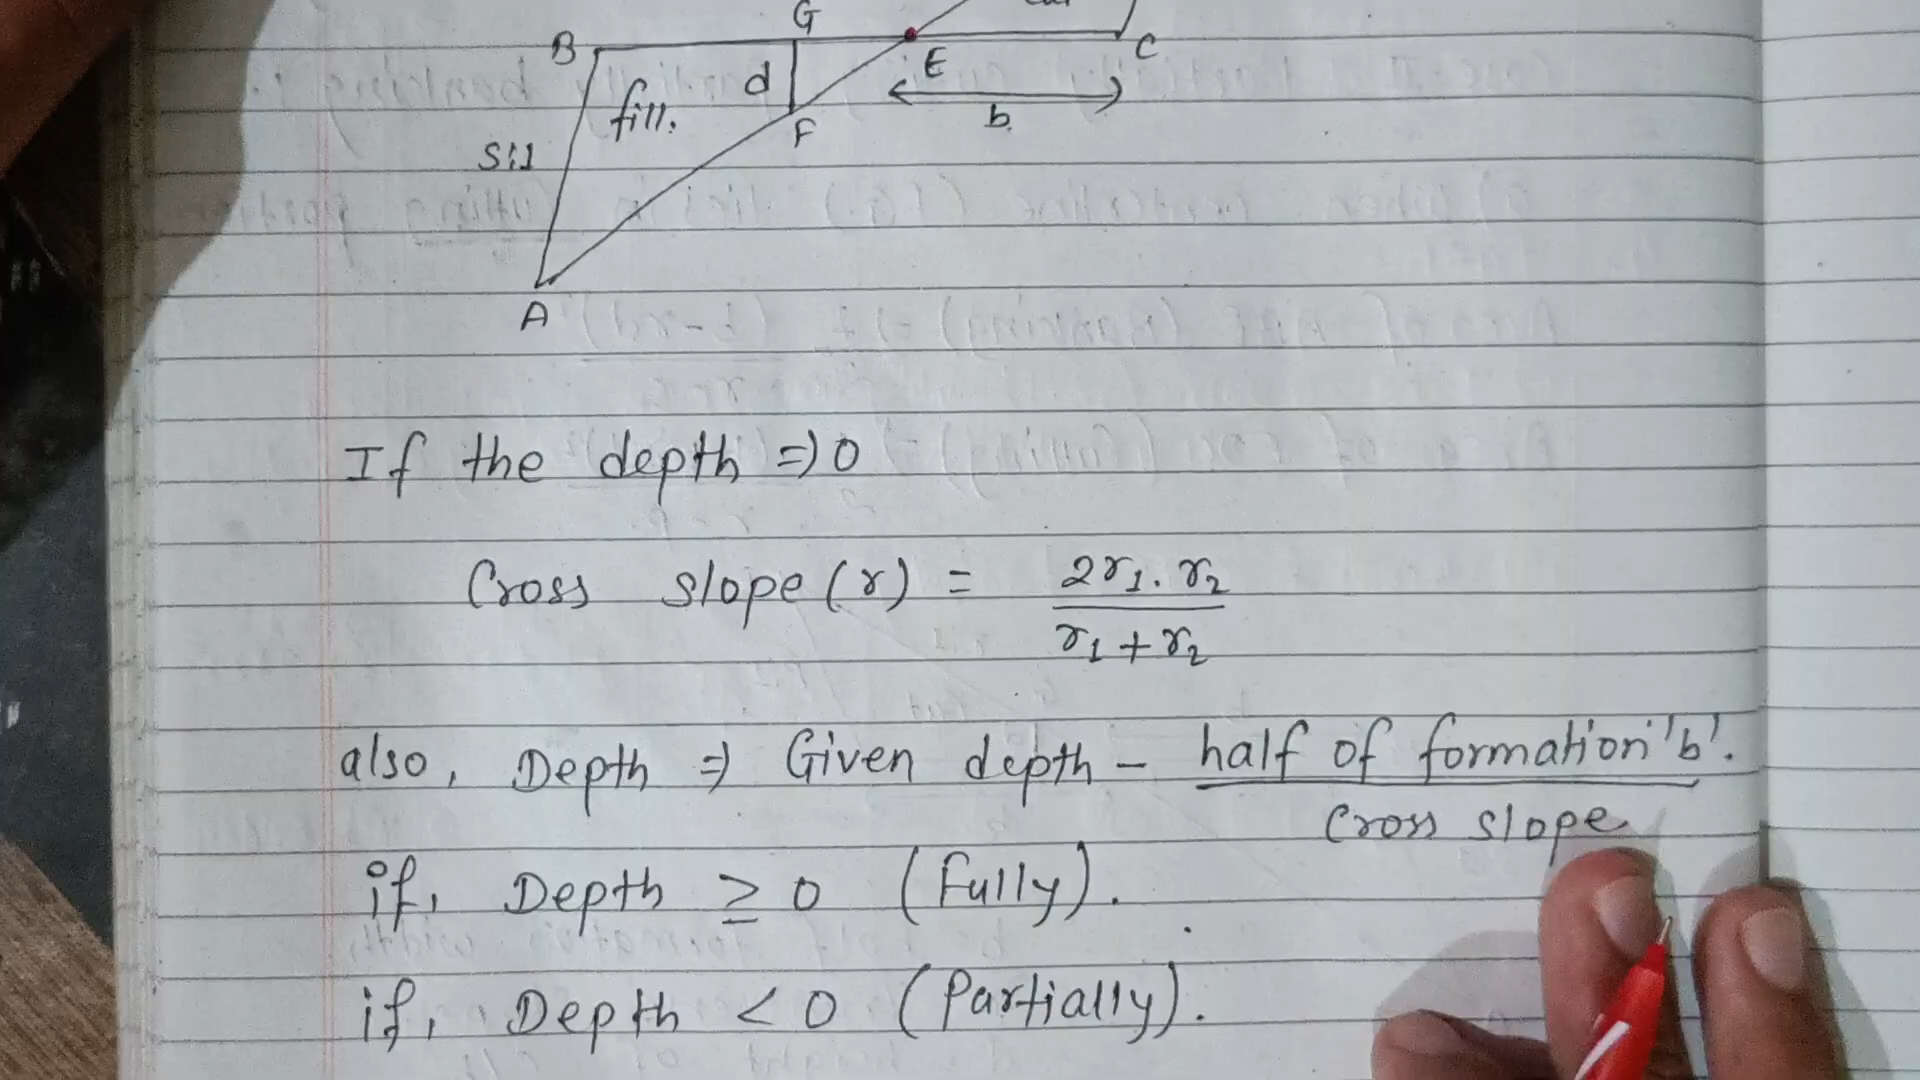 G
B E C
d
fill.
b.
F
S:1
A
If the depth => 0
Cross slope (r) = 2r₁. r₂
r₁ + r₂
also, Depth => Given depth - half of formation 'b'.
Cross slope
if, Depth ≥ 0 (Fully).
if, Depth < 0 (Partially).